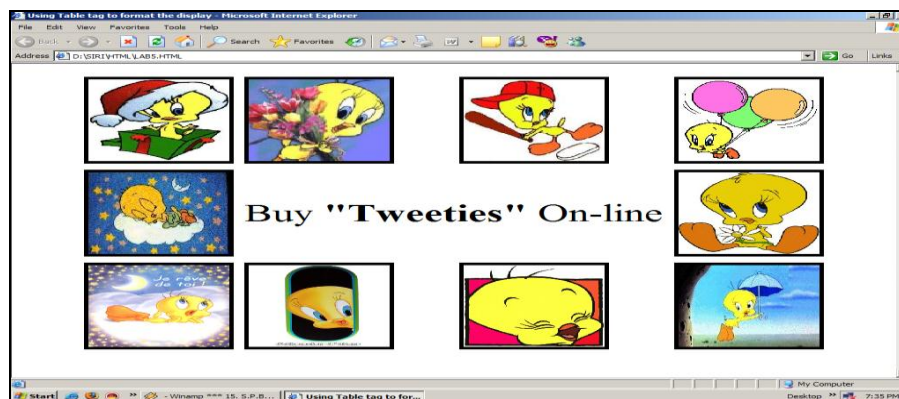 Using Table tag to format the display - Microsoft Internet Explorer
File Edit View Favorites Tools Help
Back Search Favorites
Address D:\SIRI\HTML\LAB5.HTML Go Links
Buy "Tweeties" On-line
Je rêve
de toi !
My Computer
Start - Winamp *** 15. S.P.B... Using Table tag to for... Desktop 7:35 PM